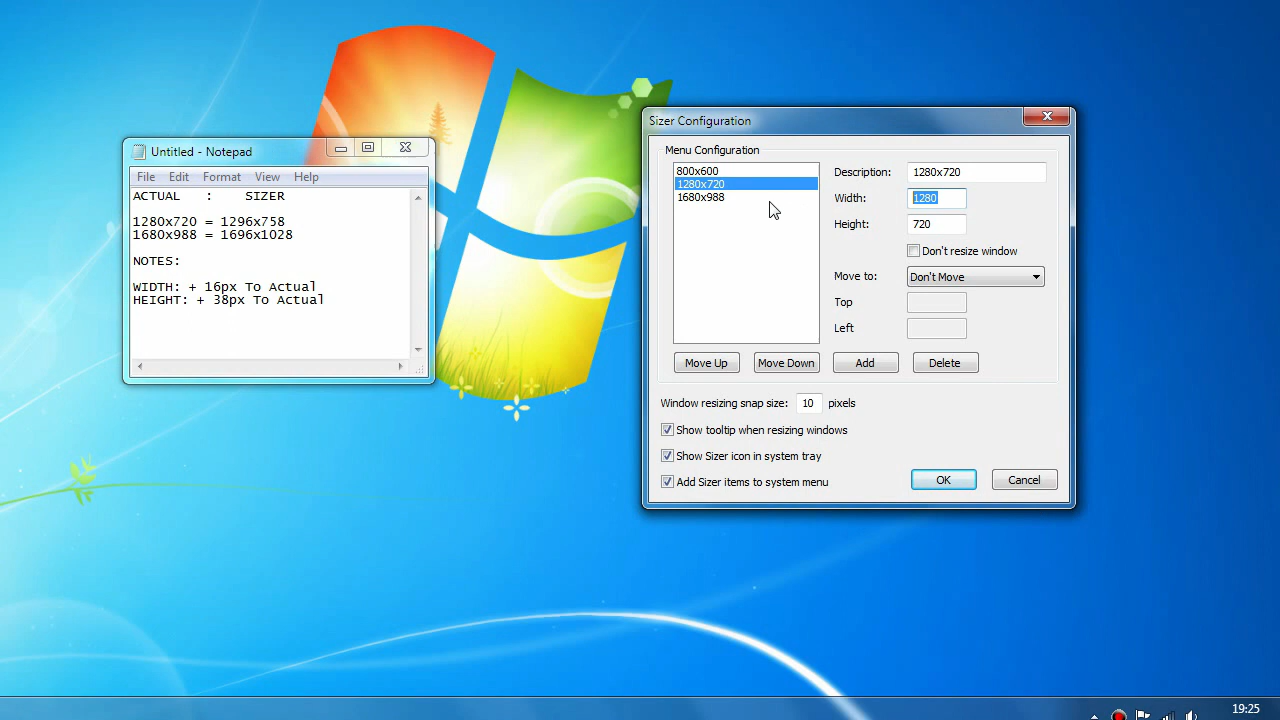 Untitled - Notepad
File Edit Format View Help
ACTUAL : SIZER
1280x720 = 1296x758
1680x988 = 1696x1028
NOTES:
WIDTH: + 16px To Actual
HEIGHT: + 38px To Actual
Sizer Configuration
Menu Configuration
800x600
1280x720
1680x988
Description: 1280x720
Width: 1280
Height: 720
Don't resize window
Move to: Don't Move
Top
Left
Move Up Move Down Add Delete
Window resizing snap size: 10 pixels
Show tooltip when resizing windows
Show Sizer icon in system tray
Add Sizer items to system menu
OK Cancel
19:25